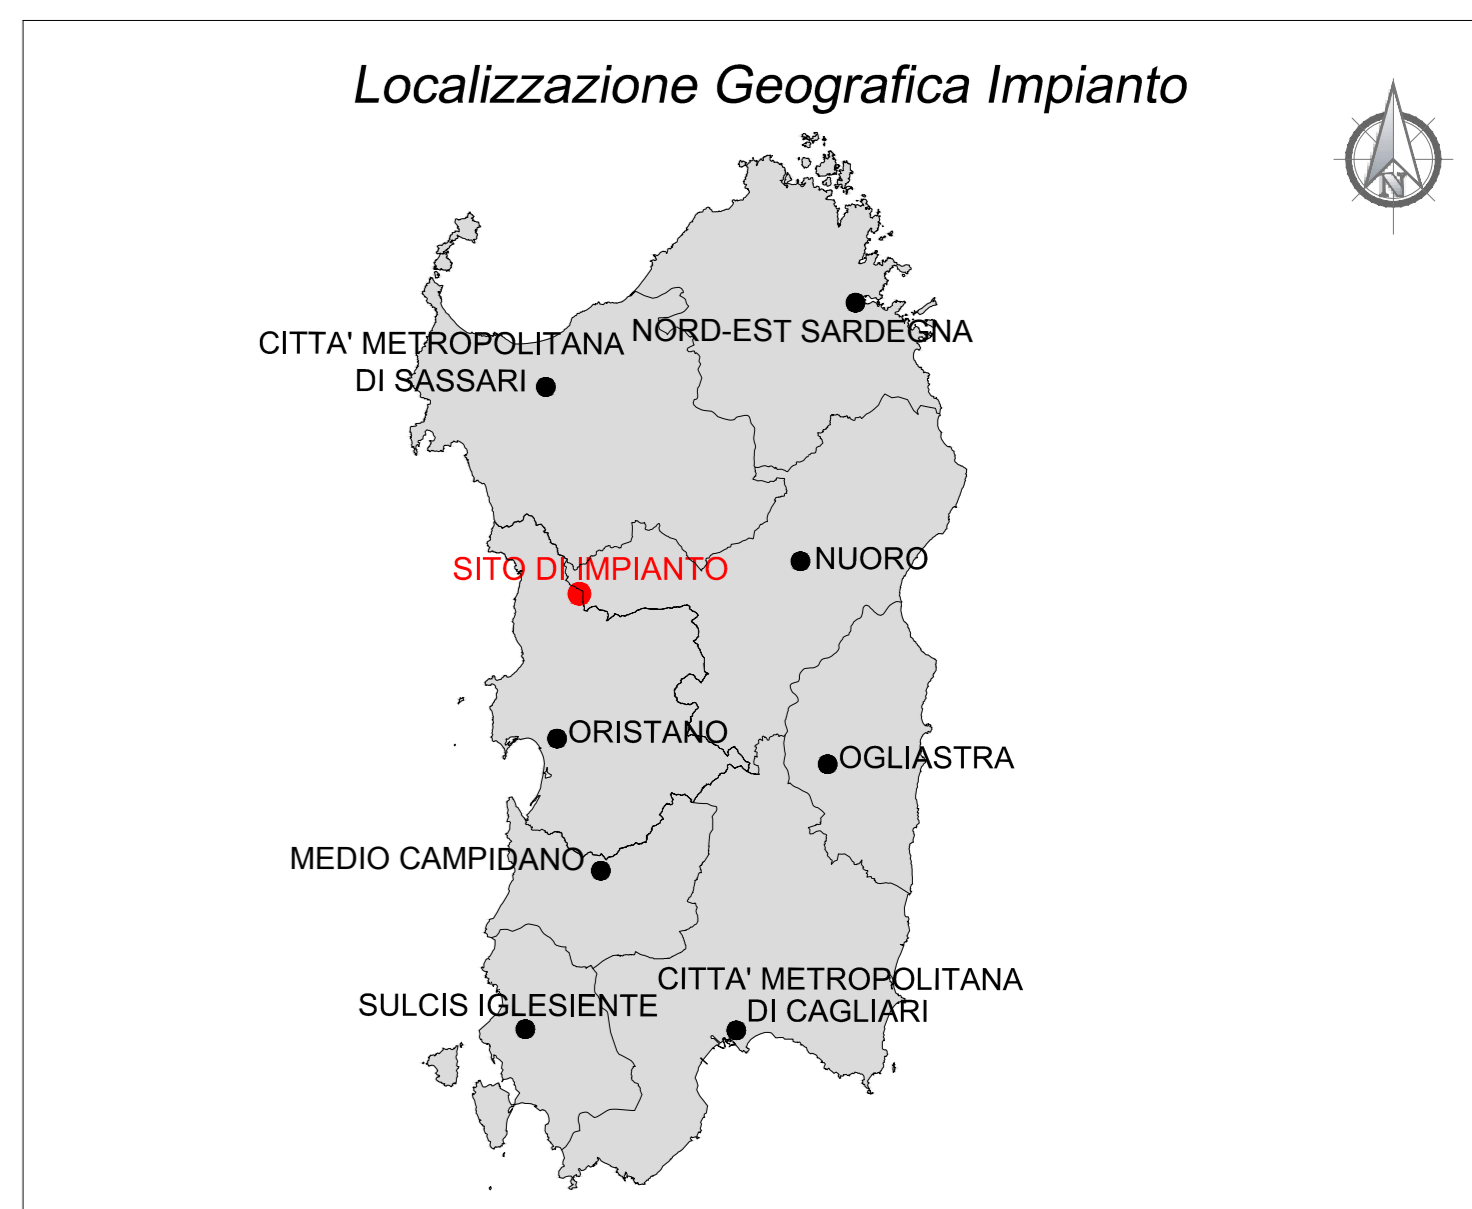 Localizzazione Geografica Impianto
N
NORD-EST SARDEGNA
CITTA' METROPOLITANA
DI SASSARI
NUORO
SITO DI IMPIANTO
ORISTANO
OGLIASTRA
MEDIO CAMPIDANO
CITTA' METROPOLITANA
DI CAGLIARI
SULCIS IGLESIENTE